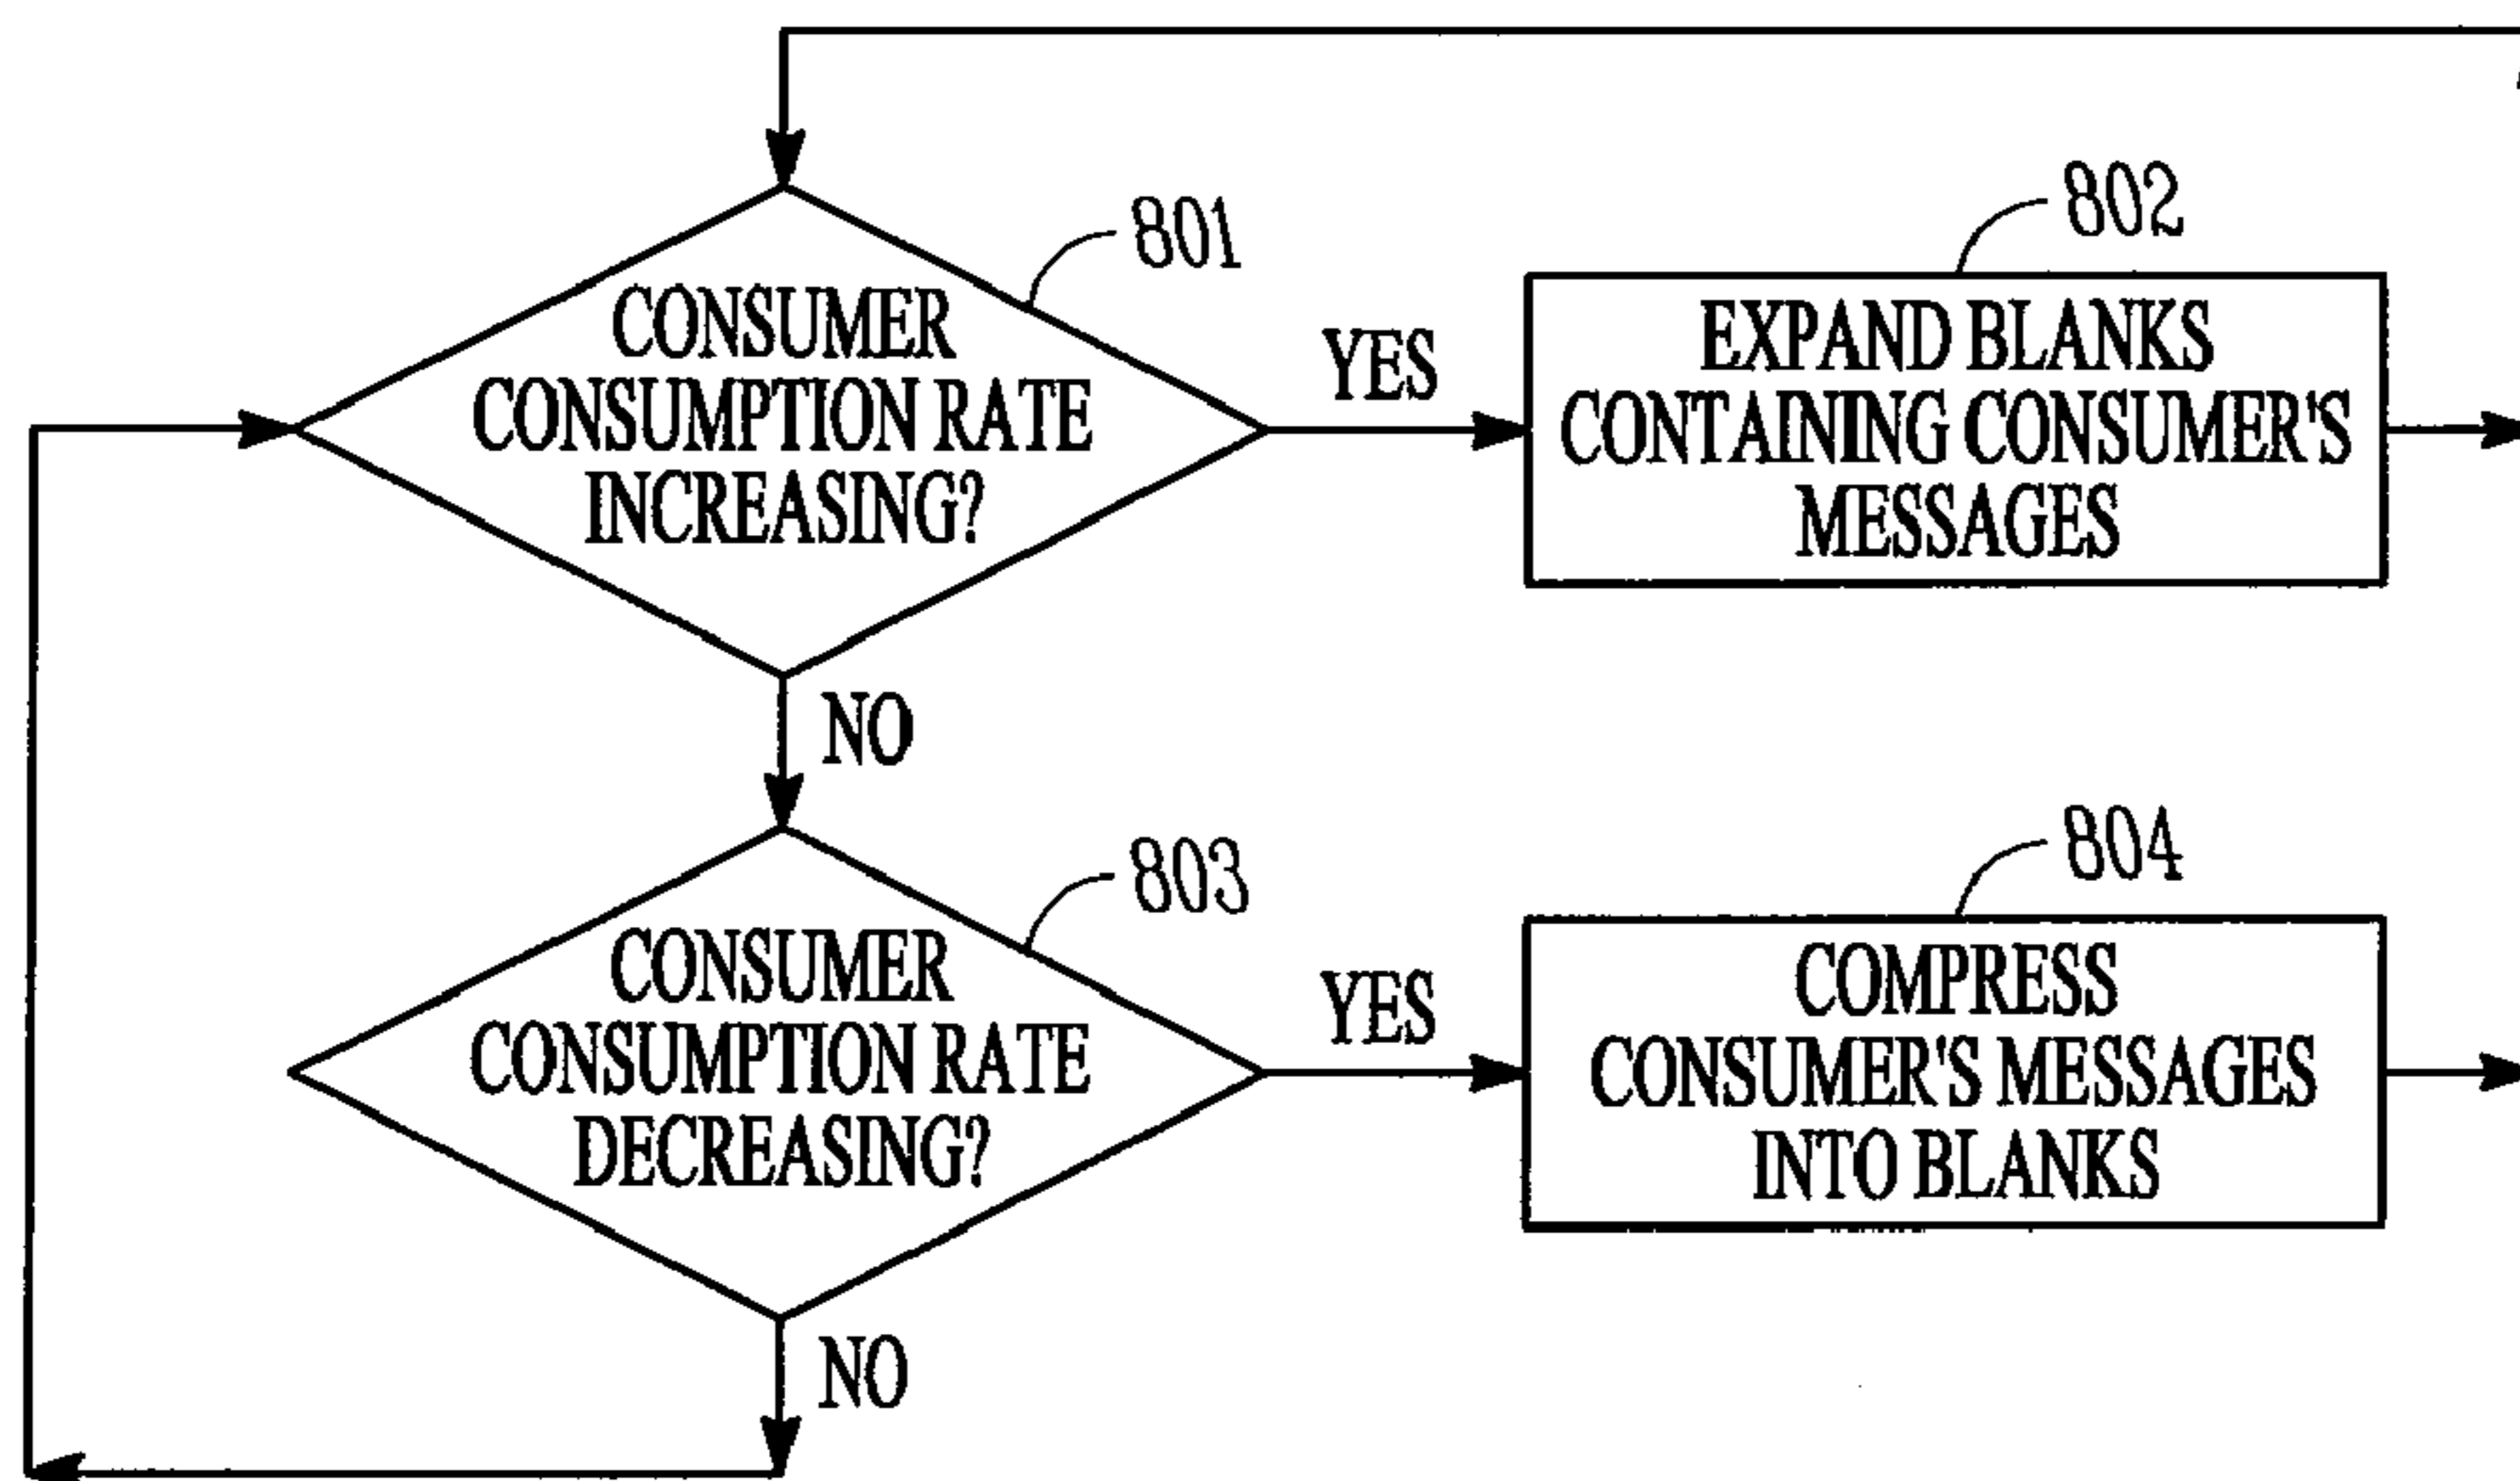 801
CONSUMER
CONSUMPTION RATE
INCREASING?
YES
802
EXPAND BLANKS
CONTAINING CONSUMER'S
MESSAGES
NO
803
CONSUMER
CONSUMPTION RATE
DECREASING?
YES
804
COMPRESS
CONSUMER'S MESSAGES
INTO BLANKS
NO